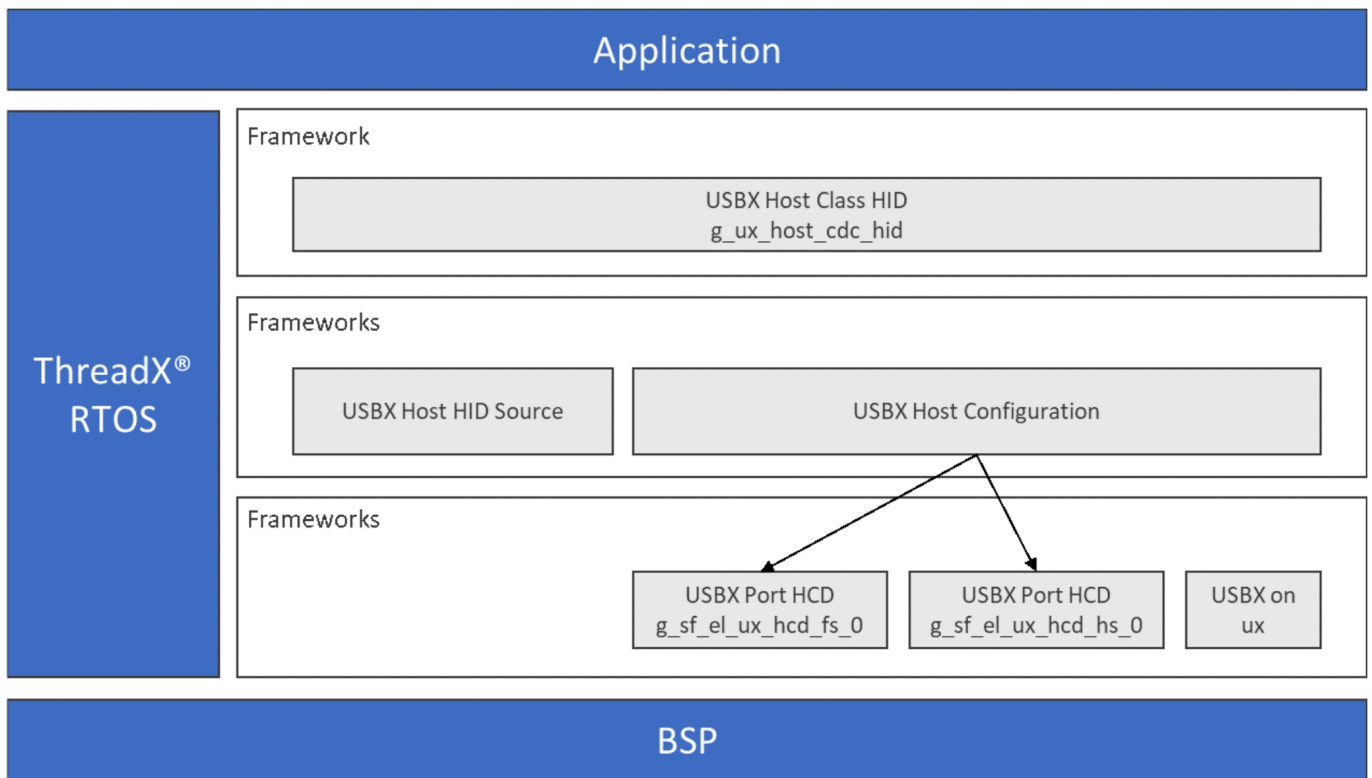 Application
ThreadX®
RTOS
Framework
USBX Host Class HID
g_ux_host_cdc_hid
Frameworks
USBX Host HID Source
USBX Host Configuration
Frameworks
USBX Port HCD
g_sf_el_ux_hcd_fs_0
USBX Port HCD
g_sf_el_ux_hcd_hs_0
USBX on
ux
BSP